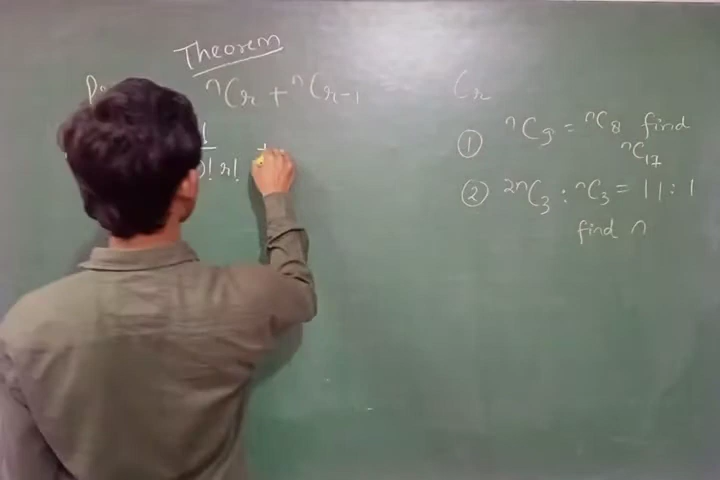 Theorem
ⁿCr + ⁿCr-1
! r! +
Cr
① ⁿC9 = ⁿC8 find
ⁿC17
② ²ⁿC3 : ⁿC3 = 11 : 1
find n